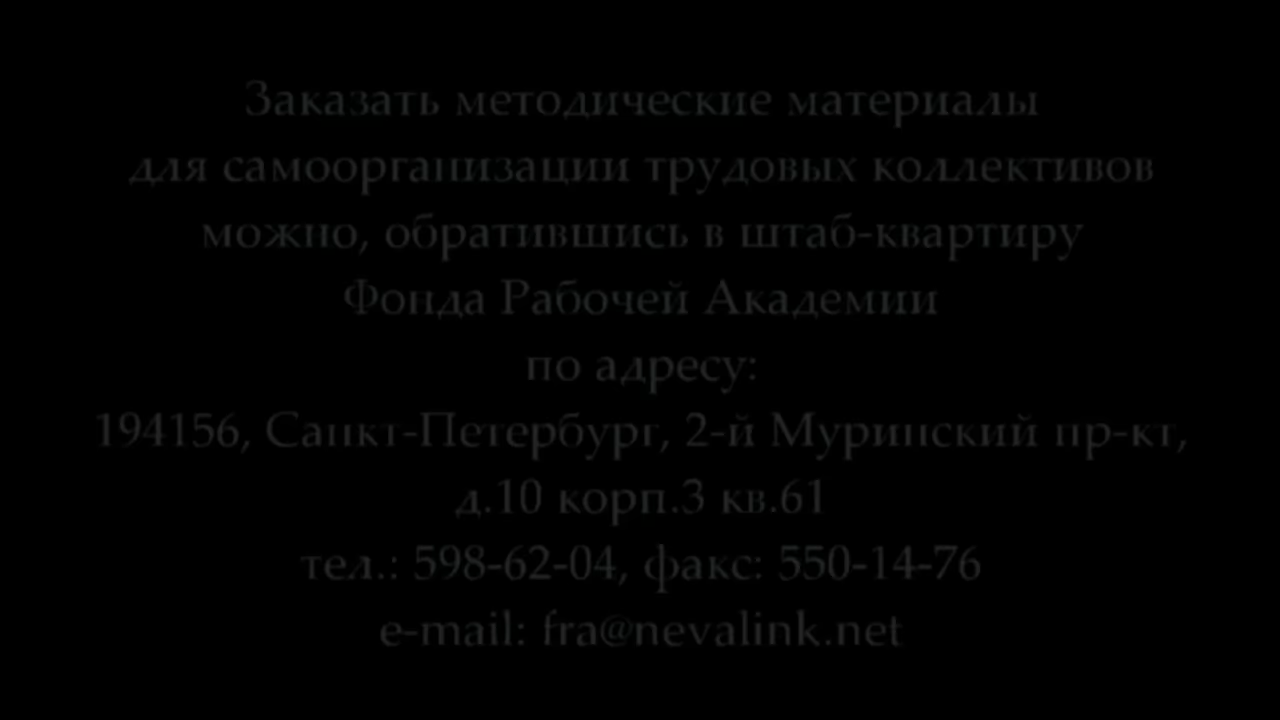 Заказать методические материалы
для самоорганизации трудовых коллективов
можно, обратившись в штаб-квартиру
Фонда Рабочей Академии
по адресу:
194156, Санкт-Петербург, 2-й Муринский пр-кт,
д.10 корп.3 кв.61
тел.: 598-62-04, факс: 550-14-76
e-mail: fra@nevalink.net